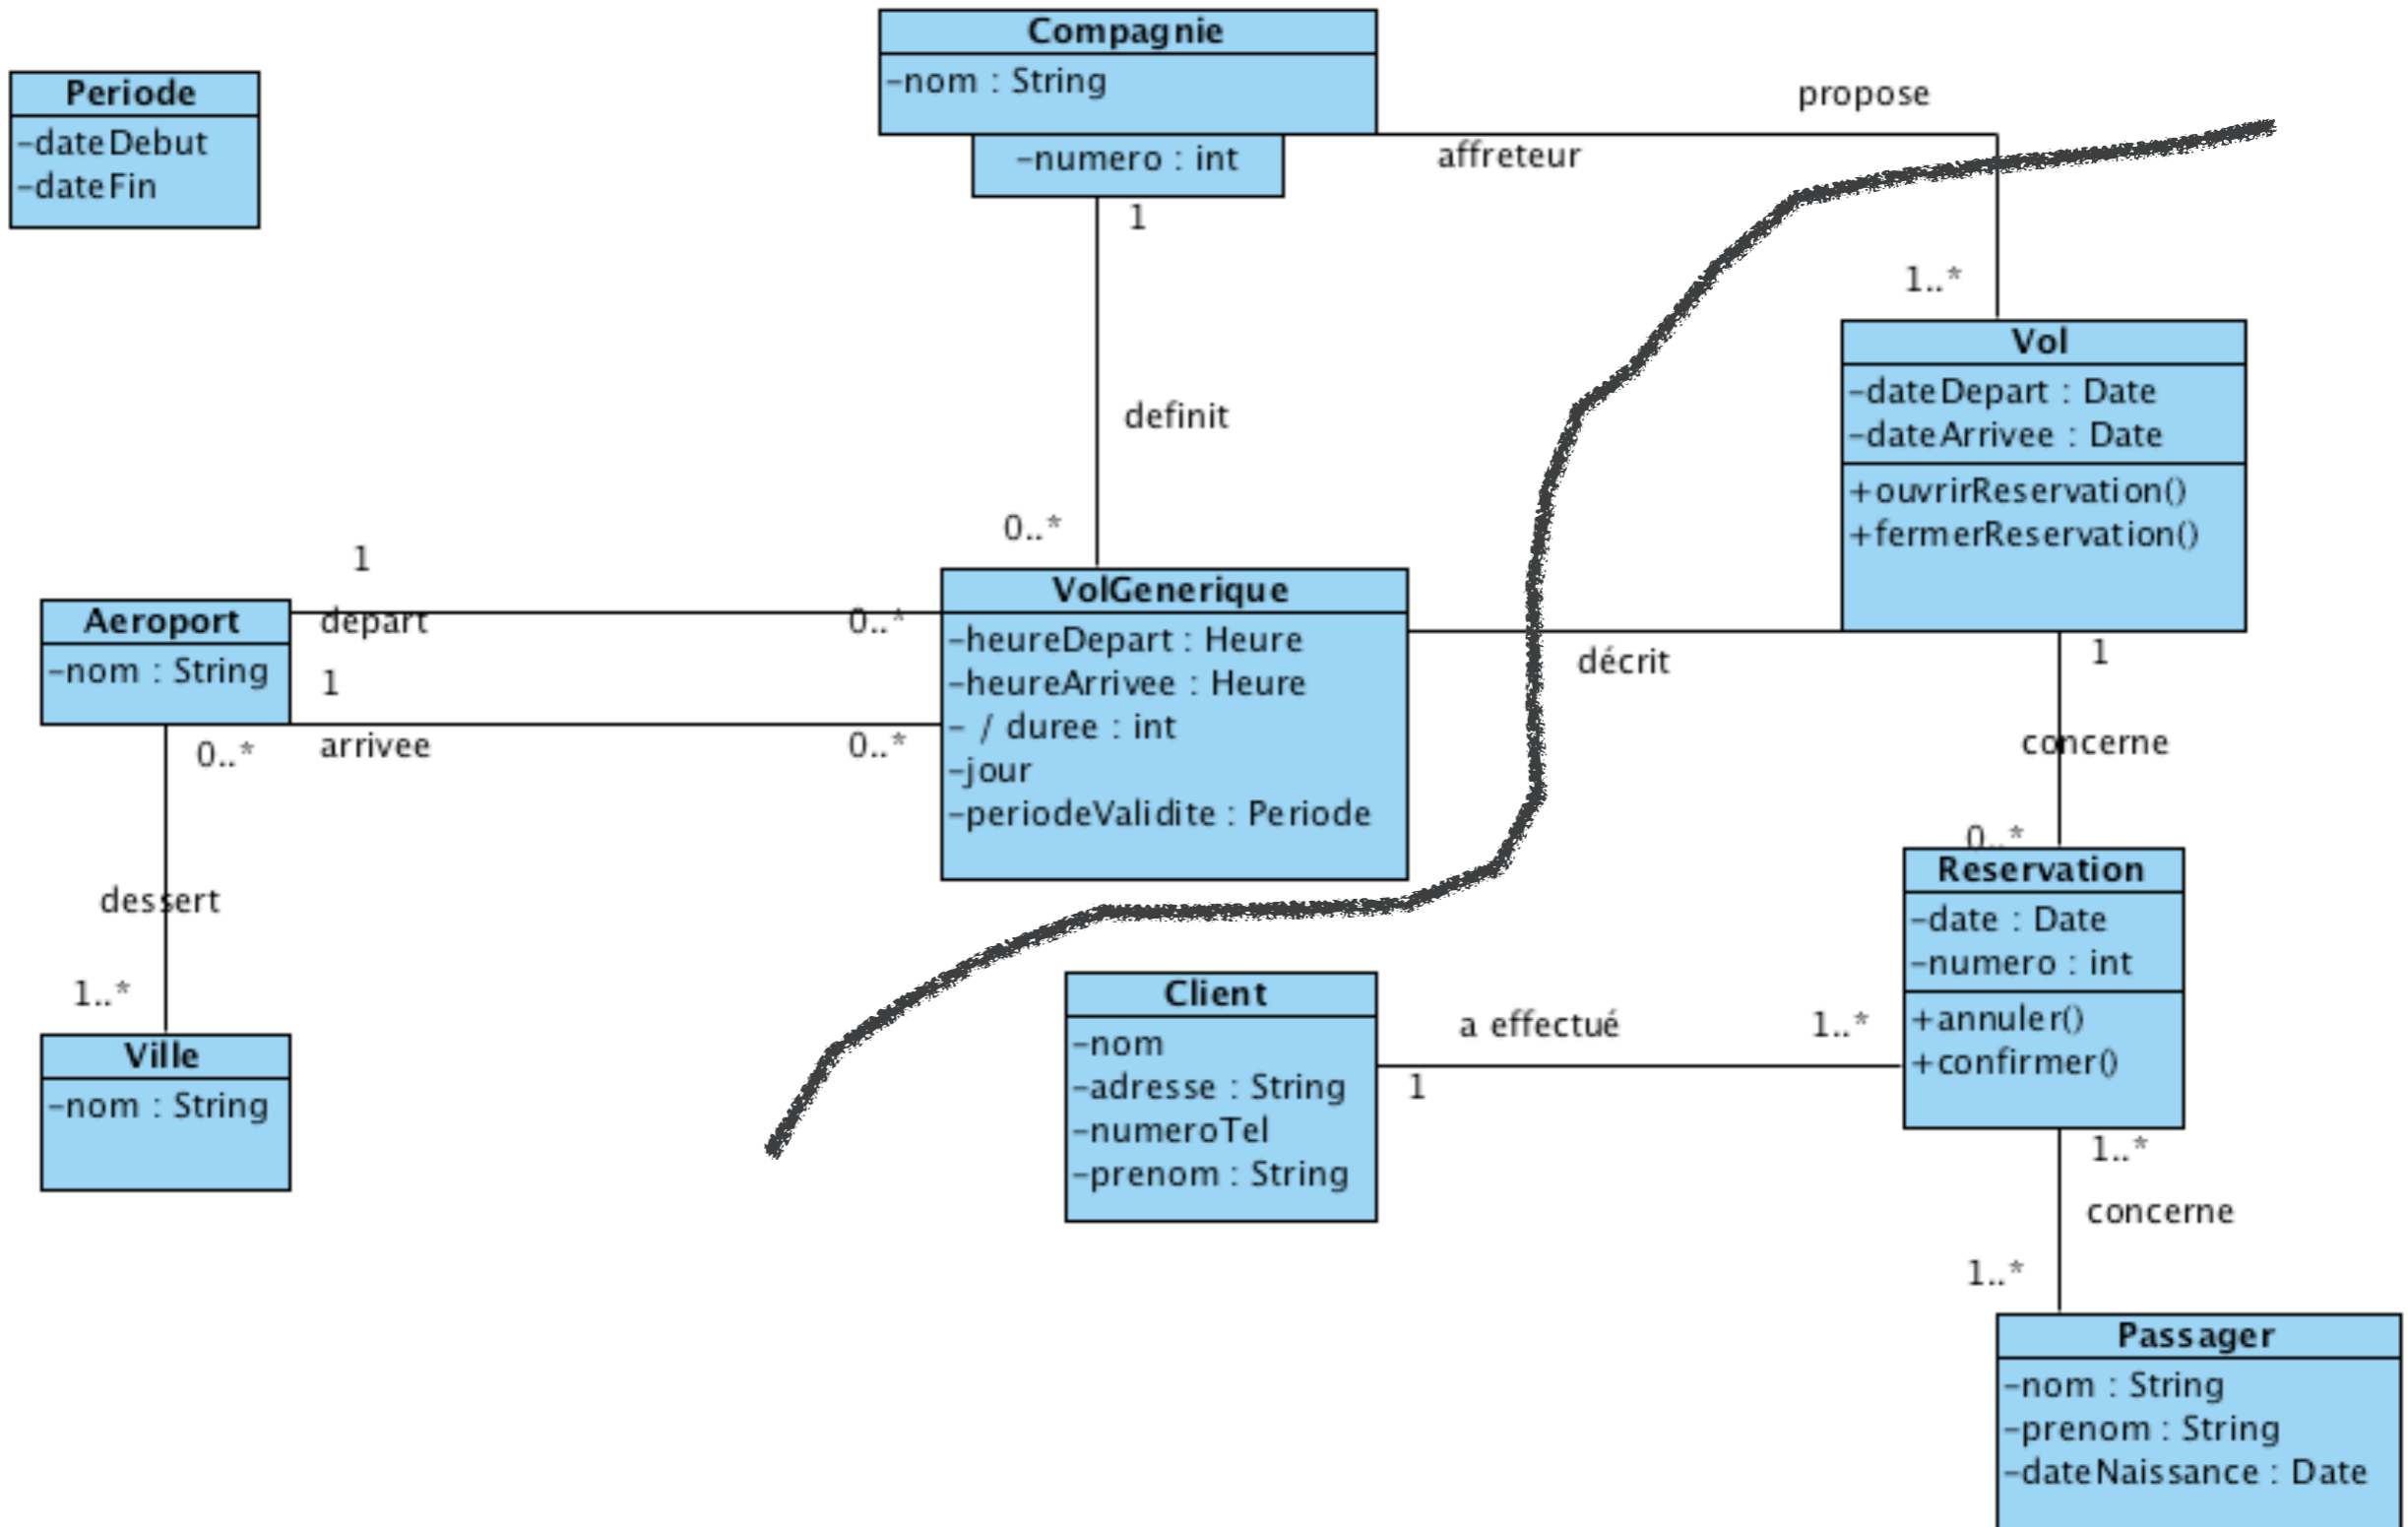 Compagnie
-nom : String
-numero : int
Periode
-dateDebut
-dateFin
propose
affreteur
1
1..*
definit
0..*
Vol
-dateDepart : Date
-dateArrivee : Date
+ouvrirReservation()
+fermerReservation()
1
depart
0..*
Aeroport
-nom : String
1
arrivee
0..*
0..*
VolGenerique
-heureDepart : Heure
-heureArrivee : Heure
- / duree : int
-jour
-periodeValidite : Periode
décrit
1
concerne
0..*
dessert
1..*
Ville
-nom : String
Client
-nom
-adresse : String
-numeroTel
-prenom : String
a effectué
1..*
1
Reservation
-date : Date
-numero : int
+annuler()
+confirmer()
1..*
concerne
1..*
Passager
-nom : String
-prenom : String
-dateNaissance : Date